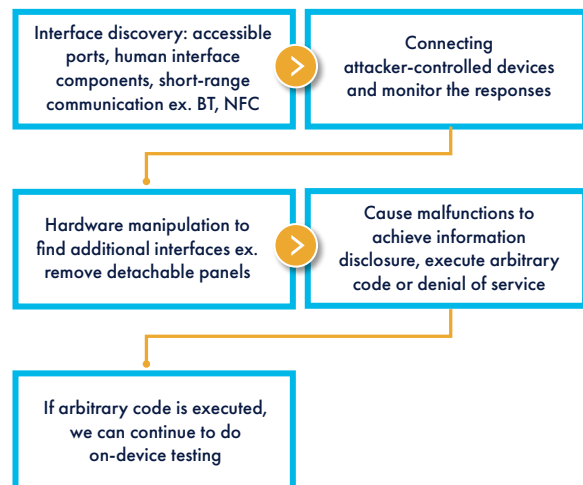 Interface discovery: accessible
ports, human interface
components, short-range
communication ex. BT, NFC
Connecting
attacker-controlled devices
and monitor the responses
Hardware manipulation to
find additional interfaces ex.
remove detachable panels
Cause malfunctions to
achieve information
disclosure, execute arbitrary
code or denial of service
If arbitrary code is executed,
we can continue to do
on-device testing